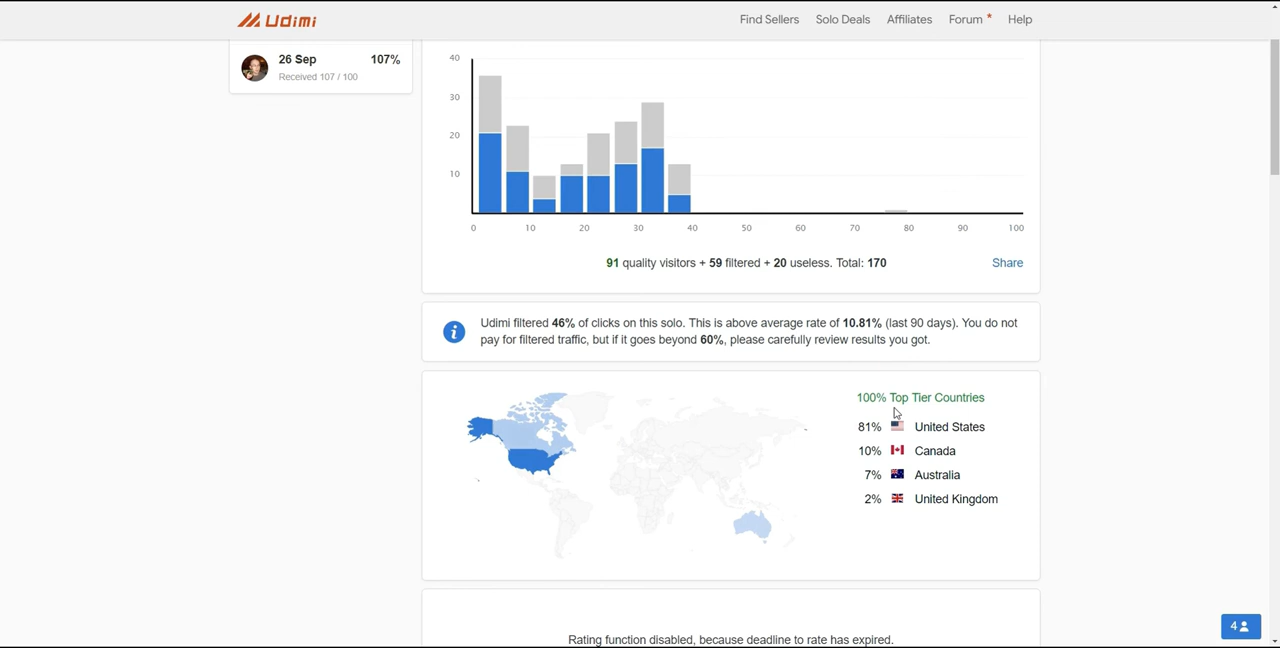 Udimi
Find Sellers Solo Deals Affiliates Forum * Help
26 Sep 107%
Received 107 / 100
40
30
20
10
0 10 20 30 40 50 60 70 80 90 100
91 quality visitors + 59 filtered + 20 useless. Total: 170 Share
Udimi filtered 46% of clicks on this solo. This is above average rate of 10.81% (last 90 days). You do not
pay for filtered traffic, but if it goes beyond 60%, please carefully review results you got.
100% Top Tier Countries
81% United States
10% Canada
7% Australia
2% United Kingdom
Rating function disabled, because deadline to rate has expired.
4